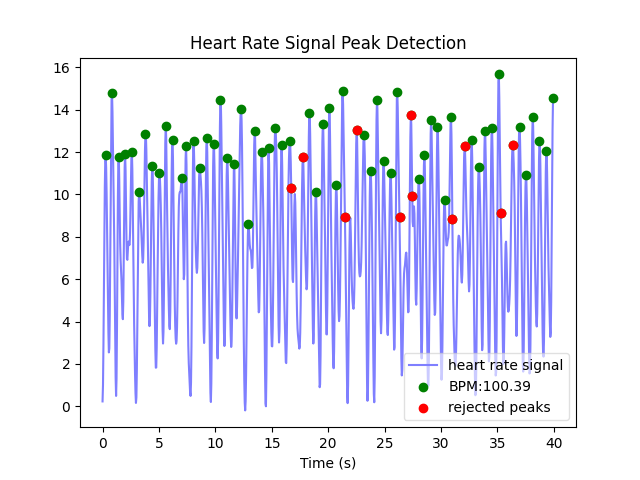 Heart Rate Signal Peak Detection
16
14
12
10
8
6
4
2
0
0 5 10 15 20 25 30 35 40
Time (s)
heart rate signal
BPM:100.39
rejected peaks